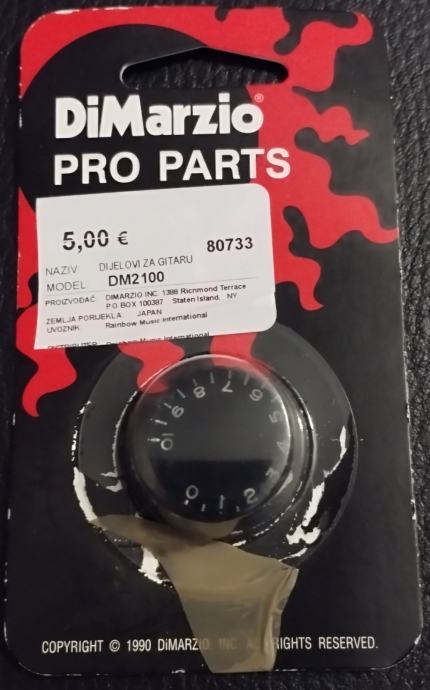 DiMarzio®
PRO PARTS
5,00 €
80733
NAZIV DIJELOVI ZA GITARU
MODEL DM2100
PROIZVOĐAČ DIMARZIO INC. 1388 Richmond Terrace
P.O BOX 100387 Staten Island, NY
ZEMLJA PORIJEKLA JAPAN
UVOZNIK Rainbow Music International
Music International
10 9 8 7 6 5 4
0 1 2
COPYRIGHT © 1990 DiMARZIO INC. ALL RIGHTS RESERVED.